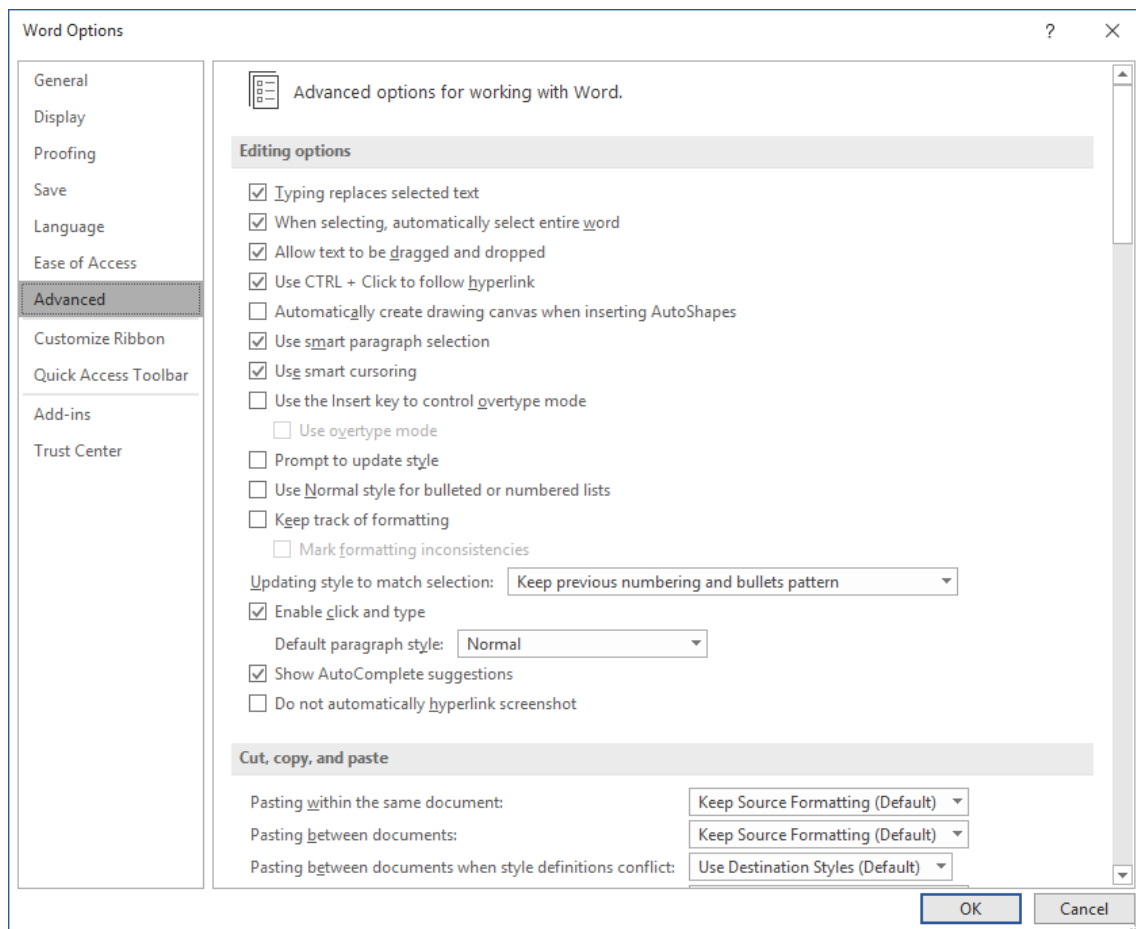 Word Options
?
General
Display
Proofing
Save
Language
Ease of Access
Advanced
Customize Ribbon
Quick Access Toolbar
Add-ins
Trust Center
Advanced options for working with Word.
Editing options
Typing replaces selected text
When selecting, automatically select entire word
Allow text to be dragged and dropped
Use CTRL + Click to follow hyperlink
Automatically create drawing canvas when inserting AutoShapes
Use smart paragraph selection
Use smart cursoring
Use the Insert key to control overtype mode
Use overtype mode
Prompt to update style
Use Normal style for bulleted or numbered lists
Keep track of formatting
Mark formatting inconsistencies
Updating style to match selection: Keep previous numbering and bullets pattern
Enable click and type
Default paragraph style: Normal
Show AutoComplete suggestions
Do not automatically hyperlink screenshot
Cut, copy, and paste
Pasting within the same document: Keep Source Formatting (Default)
Pasting between documents: Keep Source Formatting (Default)
Pasting between documents when style definitions conflict: Use Destination Styles (Default)
OK Cancel